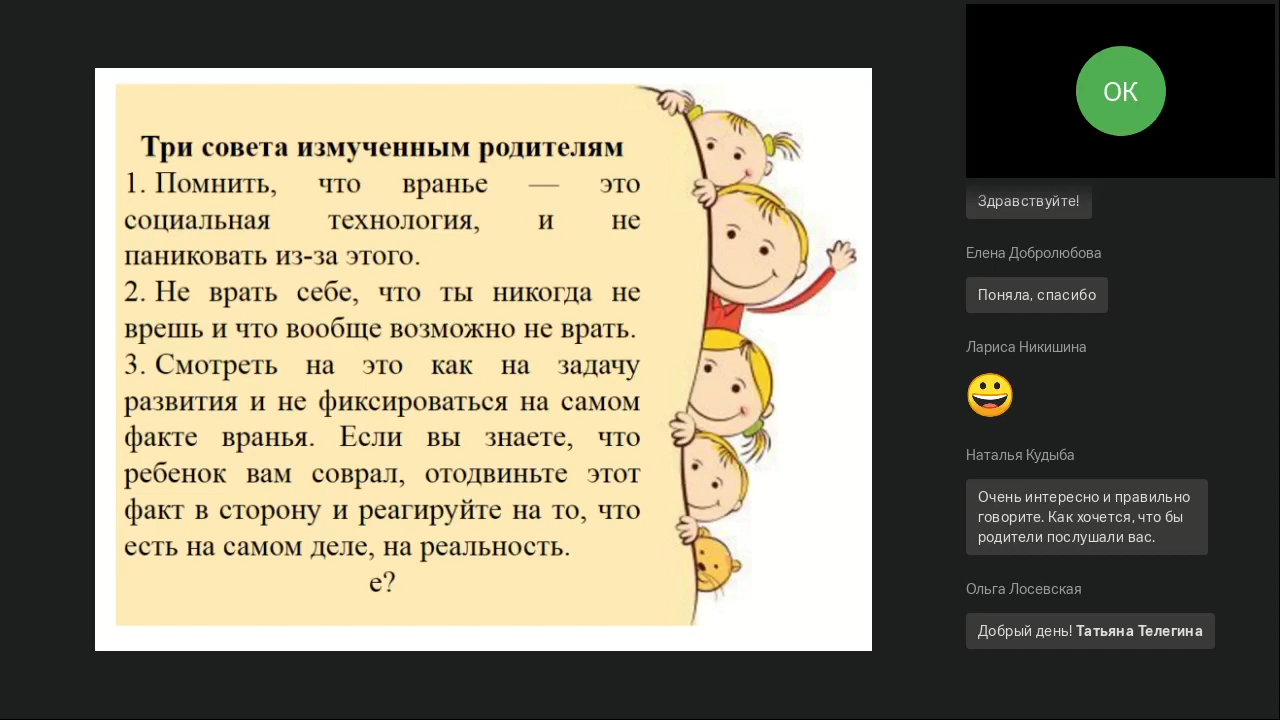 Три совета измученным родителям
1. Помнить, что вранье — это
социальная технология, и не
паниковать из-за этого.
2. Не врать себе, что ты никогда не
врешь и что вообще возможно не врать.
3. Смотреть на это как на задачу
развития и не фиксироваться на самом
факте вранья. Если вы знаете, что
ребенок вам соврал, отодвиньте этот
факт в сторону и реагируйте на то, что
есть на самом деле, на реальность.
е?
ОК
Здравствуйте!
Елена Добролюбова
Поняла, спасибо
Лариса Никишина
Наталья Кудыба
Очень интересно и правильно
говорите. Как хочется, что бы
родители послушали вас.
Ольга Лосевская
Добрый день! Татьяна Телегина